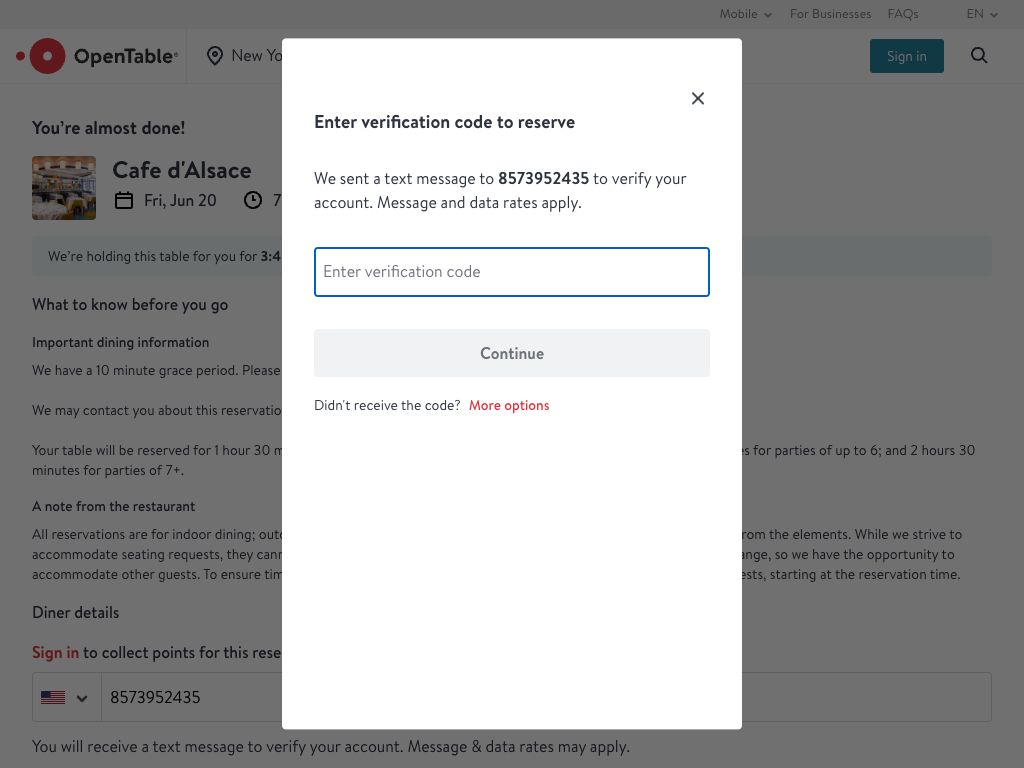 Mobile
For Businesses
FAQs
EN
OpenTable
New Yo
Sign in
You're almost done!
Cafe d'Alsace
Fri, Jun 20
7
We're holding this table for you for 3:4
What to know before you go
Important dining information
We have a 10 minute grace period. Please
We may contact you about this reservatio
Your table will be reserved for 1 hour 30 m
es for parties of up to 6; and 2 hours 30
minutes for parties of 7+.
A note from the restaurant
All reservations are for indoor dining; outd
rom the elements. While we strive to
accommodate seating requests, they cann
ange, so we have the opportunity to
accommodate other guests. To ensure tim
ests, starting at the reservation time.
Diner details
Sign in to collect points for this rese
8573952435
You will receive a text message to verify your account. Message & data rates may apply.
Enter verification code to reserve
We sent a text message to 8573952435 to verify your
account. Message and data rates apply.
Enter verification code
Continue
Didn't receive the code? More options